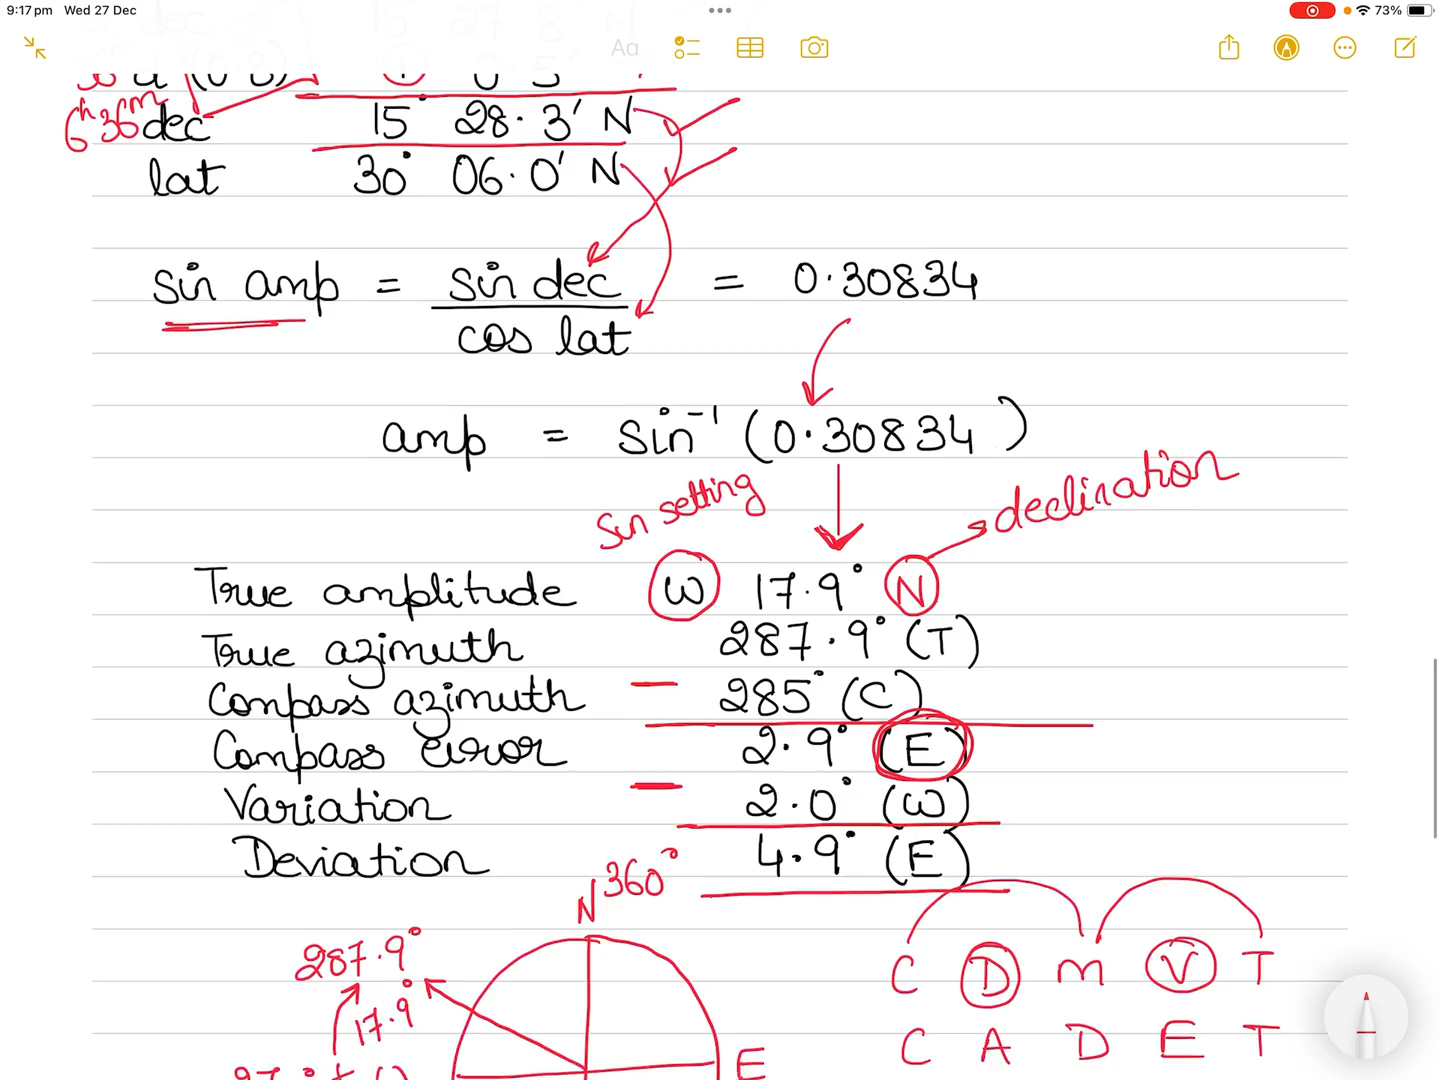 9:17 pm Wed 27 Dec
73%
Aa
6h 36m
dec 15° 28.3' N
lat 30° 06.0' N
sin amp = sin dec / cos lat = 0.30834
amp = sin⁻¹ (0.30834)
Sun setting
declination
True amplitude W 17.9° N
True azimuth 287.9° (T)
Compass azimuth − 285° (C)
Compass error 2.9° (E)
Variation − 2.0° (W)
Deviation 4.9° (E)
N 360°
287.9°
17.9°
E
C D M V T
C A D E T